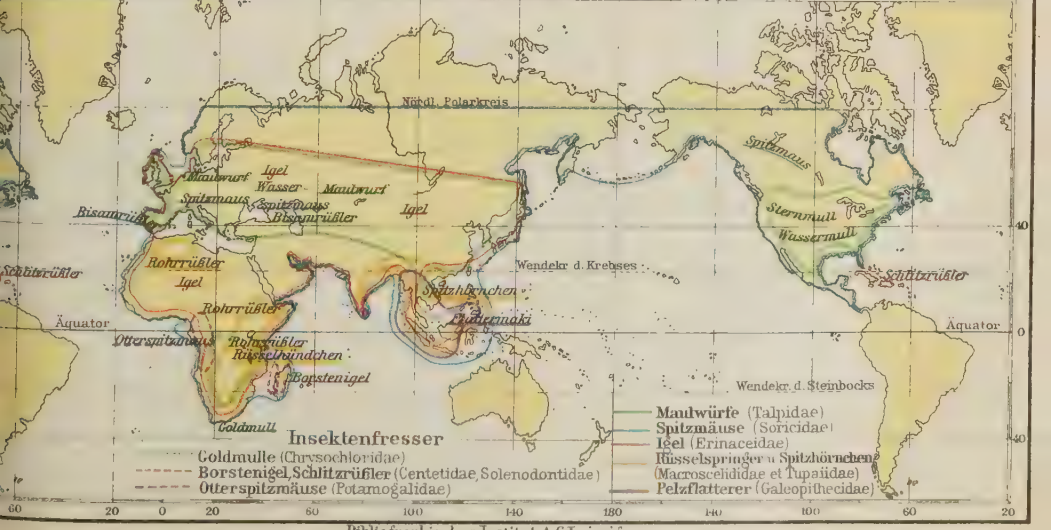 Nördl. Polarkreis
Spitzmaus
Maulwurf
Igel
Wasser-
spitzmaus
Maulwurf
Spitzmaus
Igel
Bisamrüßler
Bisamrüßler
Sternmull
Wassermull
40
Rohrrüßler
Igel
Wendekr. d. Krebses
Schlitzrüßler
Schlitzrüßler
Spitzhörnchen
Rohrrüßler
Flattermaki
Äquator
Äquator
0
Otterspitzmaus
Rohrrüßler
Rüsselhündchen
Borstenigel
Wendekr. d. Steinbocks
Goldmull
Insektenfresser
Goldmulle (Chrysochloridae)
Borstenigel, Schlitzrüßler (Centetidae, Solenodontidae)
Otterspitzmäuse (Potamogalidae)
Maulwürfe (Talpidae)
Spitzmäuse (Soricidae)
Igel (Erinaceidae)
Rüsselspringer u Spitzhörnchen
(Macroscelididae et Tupaiidae)
Pelzflatterer (Galeopithecidae)
40
60 20 0 20 60 100 140 180 140 100 60 20